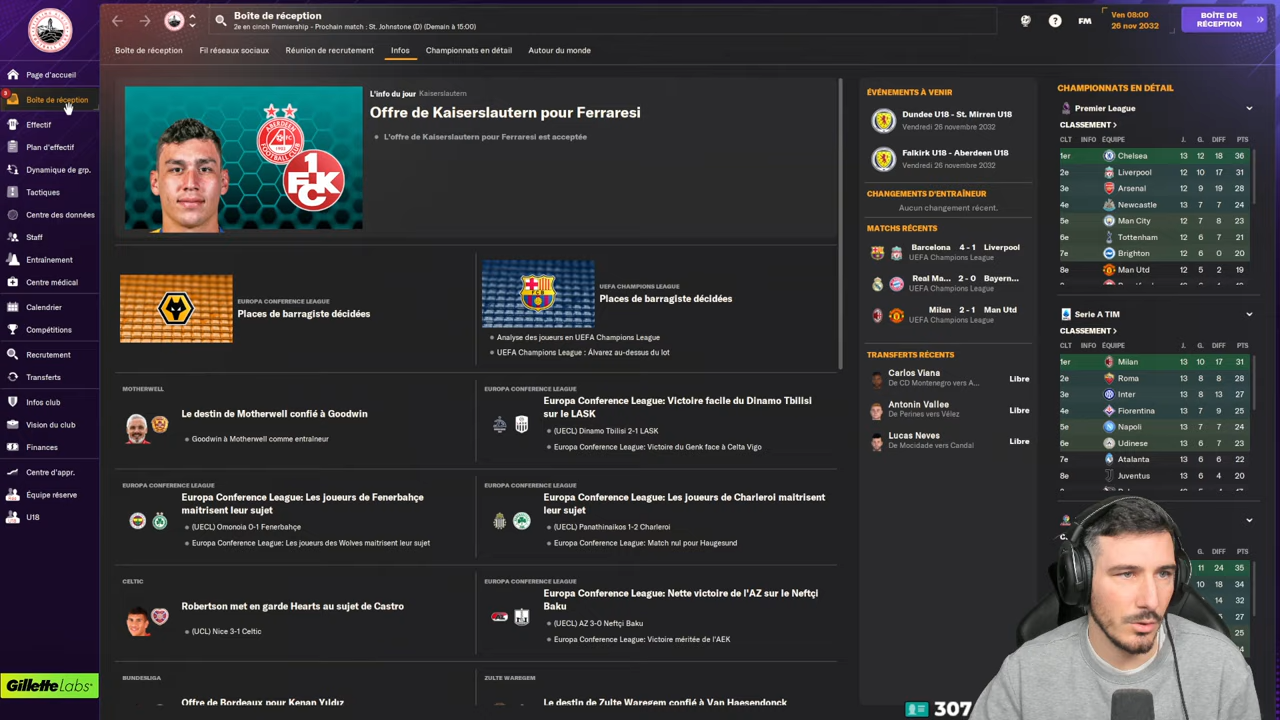 Boîte de réception
2e en cinch Premiership - Prochain match : St. Johnstone (D) (Demain à 15:00)
FM
Ven 08:00
26 nov 2032
BOÎTE DE
RÉCEPTION
Boîte de réception
Fil réseaux sociaux
Réunion de recrutement
Infos
Championnats en détail
Autour du monde
Page d'accueil
Boîte de réception
Effectif
Plan d'effectif
Dynamique de grp.
Tactiques
Centre des données
Staff
Entraînement
Centre médical
Calendrier
Compétitions
Recrutement
Transferts
Infos club
Vision du club
Finances
Centre d'appr.
Équipe réserve
U18
Gillette Labs
L'info du jour Kaiserslautern
Offre de Kaiserslautern pour Ferraresi
L'offre de Kaiserslautern pour Ferraresi est acceptée
EUROPA CONFERENCE LEAGUE
Places de barragiste décidées
UEFA CHAMPIONS LEAGUE
Places de barragiste décidées
Analyse des joueurs en UEFA Champions League
UEFA Champions League : Álvarez au-dessus du lot
MOTHERWELL
Le destin de Motherwell confié à Goodwin
Goodwin à Motherwell comme entraîneur
EUROPA CONFERENCE LEAGUE
Europa Conference League: Victoire facile du Dinamo Tbilisi
sur le LASK
(UECL) Dinamo Tbilisi 2-1 LASK
Europa Conference League: Victoire du Genk face à Celta Vigo
EUROPA CONFERENCE LEAGUE
Europa Conference League: Les joueurs de Fenerbahçe
maitrisent leur sujet
(UECL) Omonoia 0-1 Fenerbahçe
Europa Conference League: Les joueurs des Wolves maitrisent leur sujet
EUROPA CONFERENCE LEAGUE
Europa Conference League: Les joueurs de Charleroi maitrisent
leur sujet
(UECL) Panathinaikos 1-2 Charleroi
Europa Conference League: Match nul pour Haugesund
CELTIC
Robertson met en garde Hearts au sujet de Castro
(UCL) Nice 3-1 Celtic
EUROPA CONFERENCE LEAGUE
Europa Conference League: Nette victoire de l'AZ sur le Neftçi
Baku
(UECL) AZ 3-0 Neftçi Baku
Europa Conference League: Victoire méritée de l'AEK
BUNDESLIGA
Offre de Bordeaux pour Kenan Yıldız
ZULTE WAREGEM
Le destin de Zulte Waregem confié à Van Haesendonck
ÉVÉNEMENTS À VENIR
Dundee U18 - St. Mirren U18
Vendredi 26 novembre 2032
Falkirk U18 - Aberdeen U18
Vendredi 26 novembre 2032
CHANGEMENTS D'ENTRAÎNEUR
Aucun changement récent.
MATCHS RÉCENTS
Barcelona 4 - 1 Liverpool
UEFA Champions League
Real Ma... 2 - 0 Bayern...
UEFA Champions League
Milan 2 - 1 Man Utd
UEFA Champions League
TRANSFERTS RÉCENTS
Carlos Viana Libre
De CD Montenegro vers A...
Antonin Vallee Libre
De Perines vers Vélez
Lucas Neves Libre
De Mocidade vers Candal
CHAMPIONNATS EN DÉTAIL
Premier League
CLASSEMENT >
CLT INFO ÉQUIPE J. G. DIFF PTS
1er Chelsea 13 12 18 36
2e Liverpool 12 10 17 31
3e Arsenal 12 9 19 28
4e Newcastle 13 7 7 24
5e Man City 12 7 8 23
6e Tottenham 12 6 7 21
7e Brighton 12 6 0 20
8e Man Utd 19
Serie A TIM
CLASSEMENT >
CLT INFO ÉQUIPE J. G. DIFF PTS
1er Milan 13 10 17 31
2e Roma 13 8 8 28
3e Inter 13 8 13 27
4e Fiorentina 13 7 9 25
5e Napoli 13 7 7 24
6e Udinese 13 6 7 23
7e Atalanta 13 6 6 22
8e Juventus 13 6 4 21
G. DIFF PTS
11 24 35
10 18 34
307